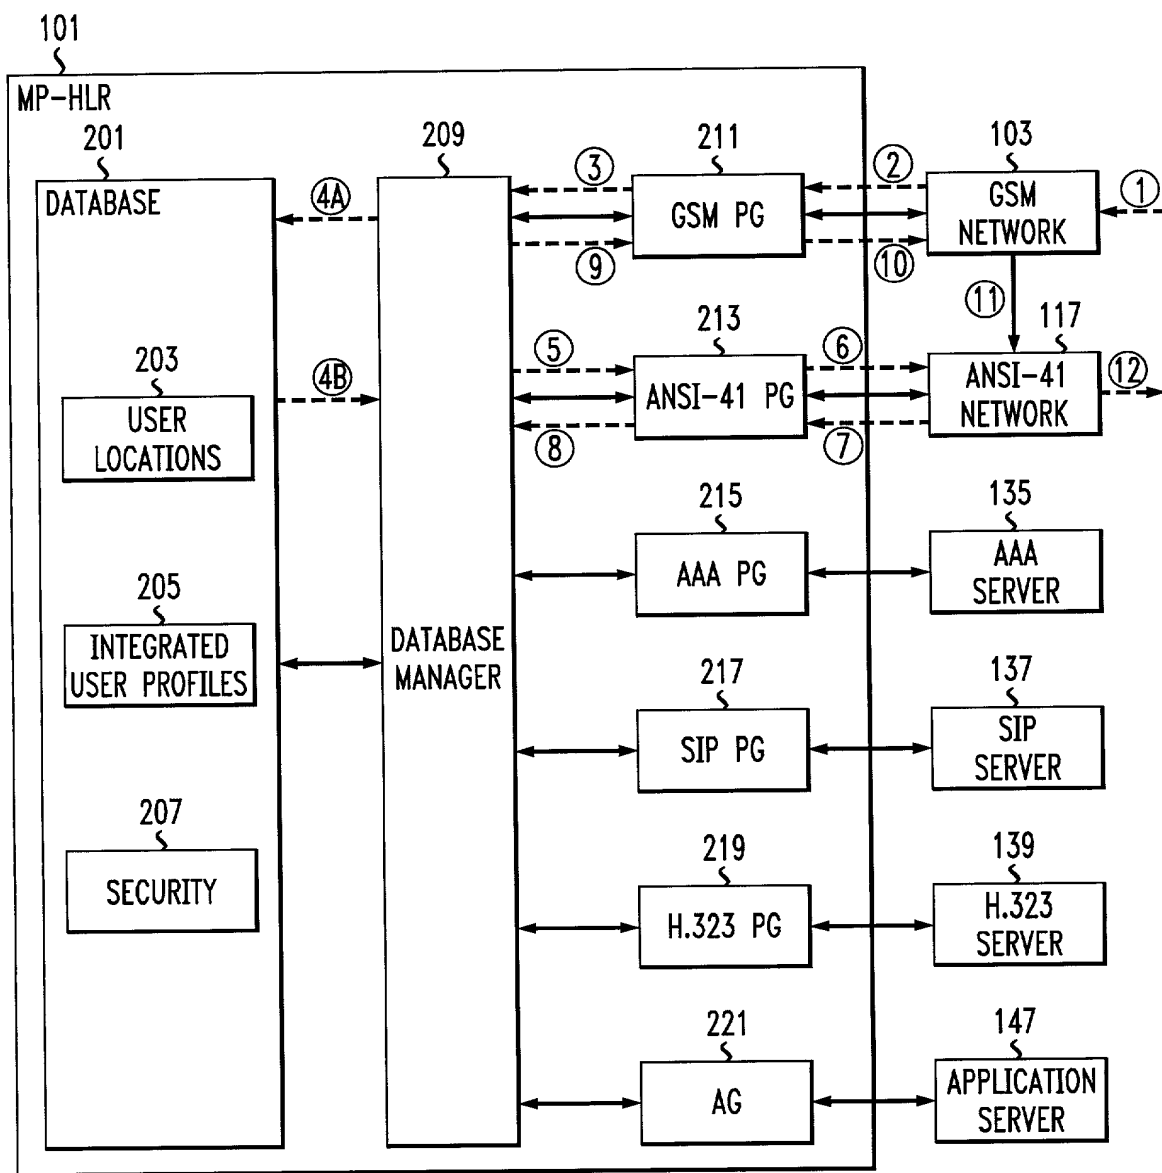 101
MP-HLR
201
209
211
103
DATABASE
4A
3
2
1
GSM PG
GSM
NETWORK
9
10
11
213
117
203
4B
5
6
12
USER
LOCATIONS
ANSI-41 PG
ANSI-41
NETWORK
8
7
215
135
AAA PG
AAA
SERVER
205
INTEGRATED
USER PROFILES
DATABASE
MANAGER
217
137
SIP PG
SIP
SERVER
207
SECURITY
219
139
H.323 PG
H.323
SERVER
221
147
AG
APPLICATION
SERVER